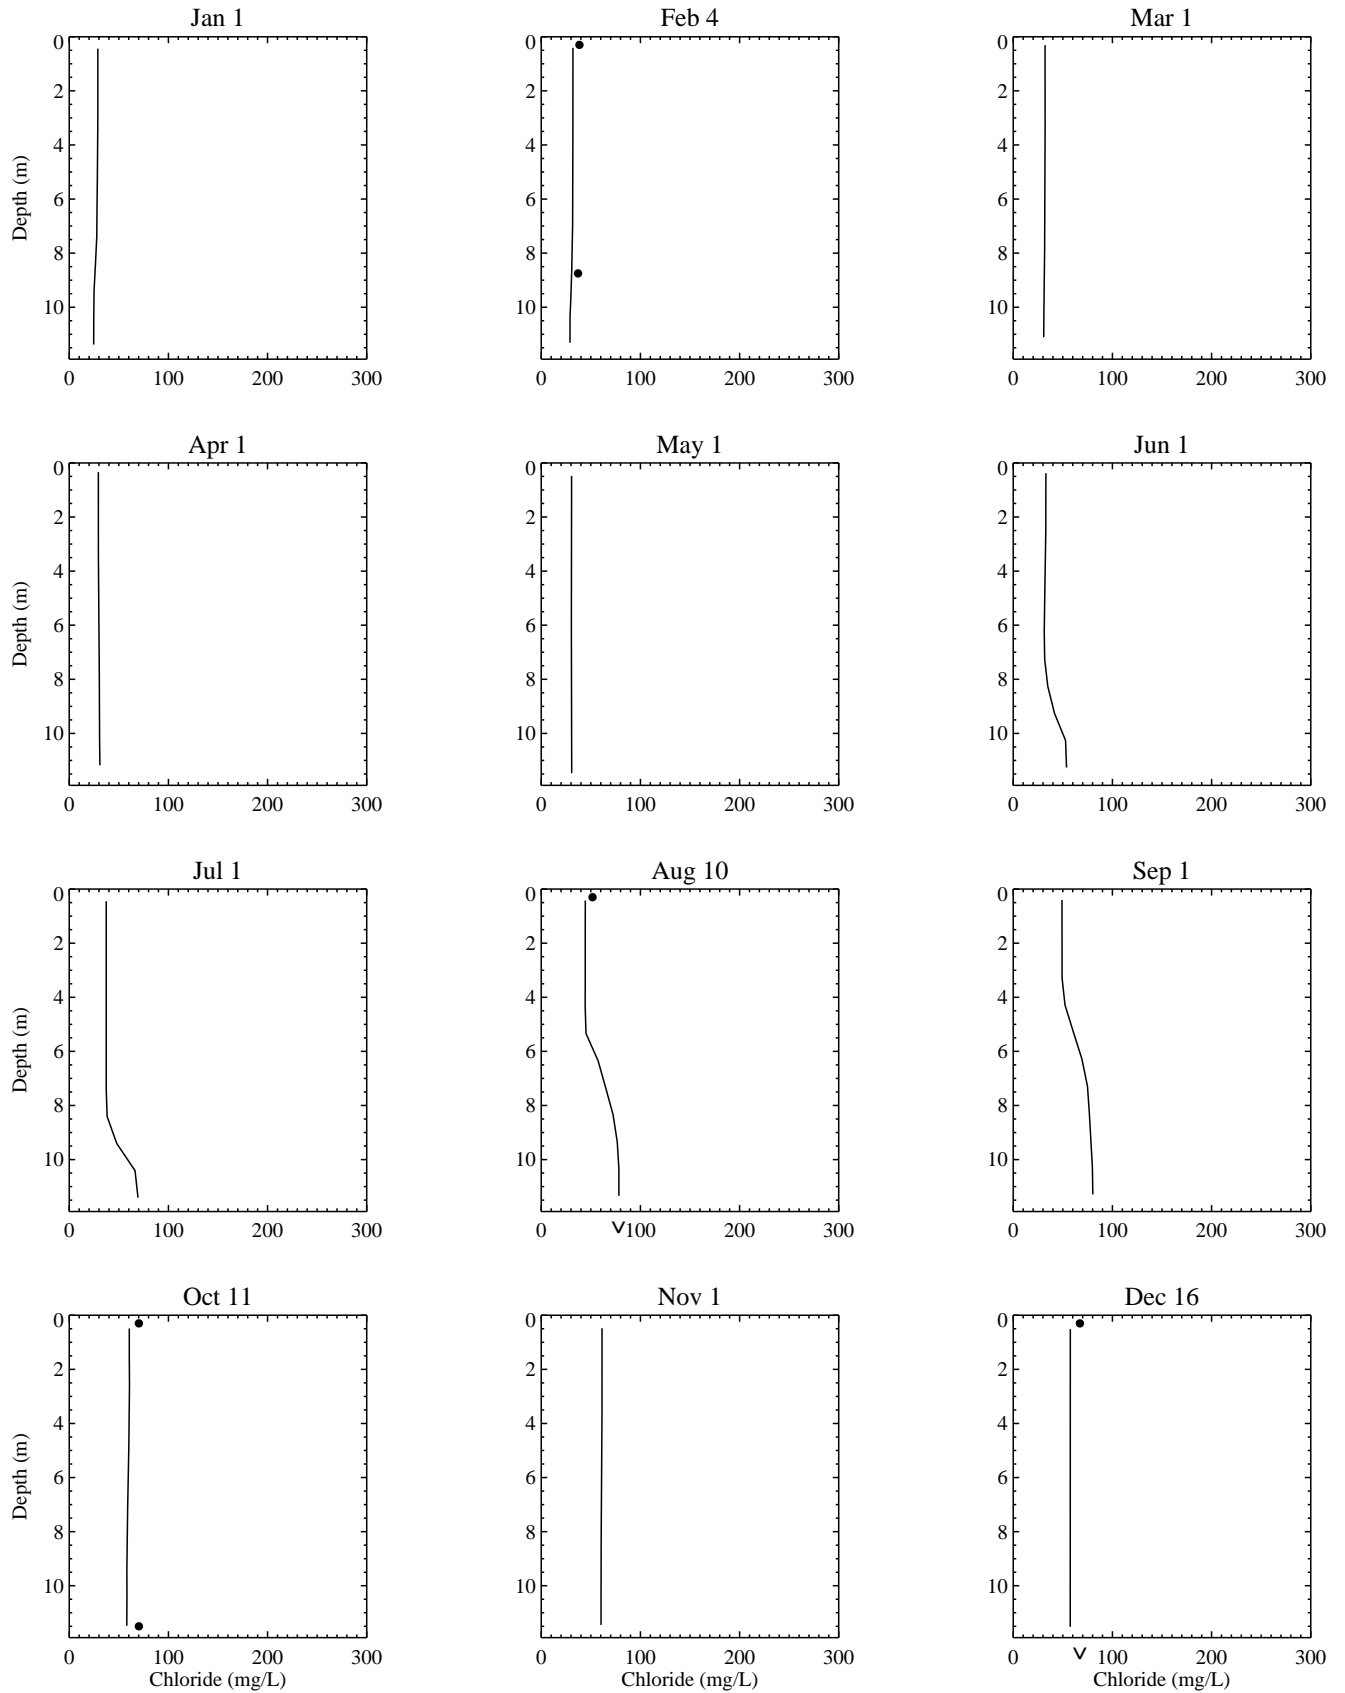 Jan 1 Feb 4 Mar 1
0 0 0
2 2 2
4 4 4
Depth (m)
6 6 6
8 8 8
10 10 10
0 100 200 300 0 100 200 300 0 100 200 300
Apr 1 May 1 Jun 1
0 0 0
2 2 2
4 4 4
Depth (m)
6 6 6
8 8 8
10 10 10
0 100 200 300 0 100 200 300 0 100 200 300
Jul 1 Aug 10 Sep 1
0 0 0
2 2 2
4 4 4
Depth (m)
6 6 6
8 8 8
10 10 10
0 100 200 300 0 100 200 300 0 100 200 300
Oct 11 Nov 1 Dec 16
0 0 0
2 2 2
4 4 4
Depth (m)
6 6 6
8 8 8
10 10 10
0 100 200 300 0 100 200 300 0 100 200 300
Chloride (mg/L) Chloride (mg/L) Chloride (mg/L)